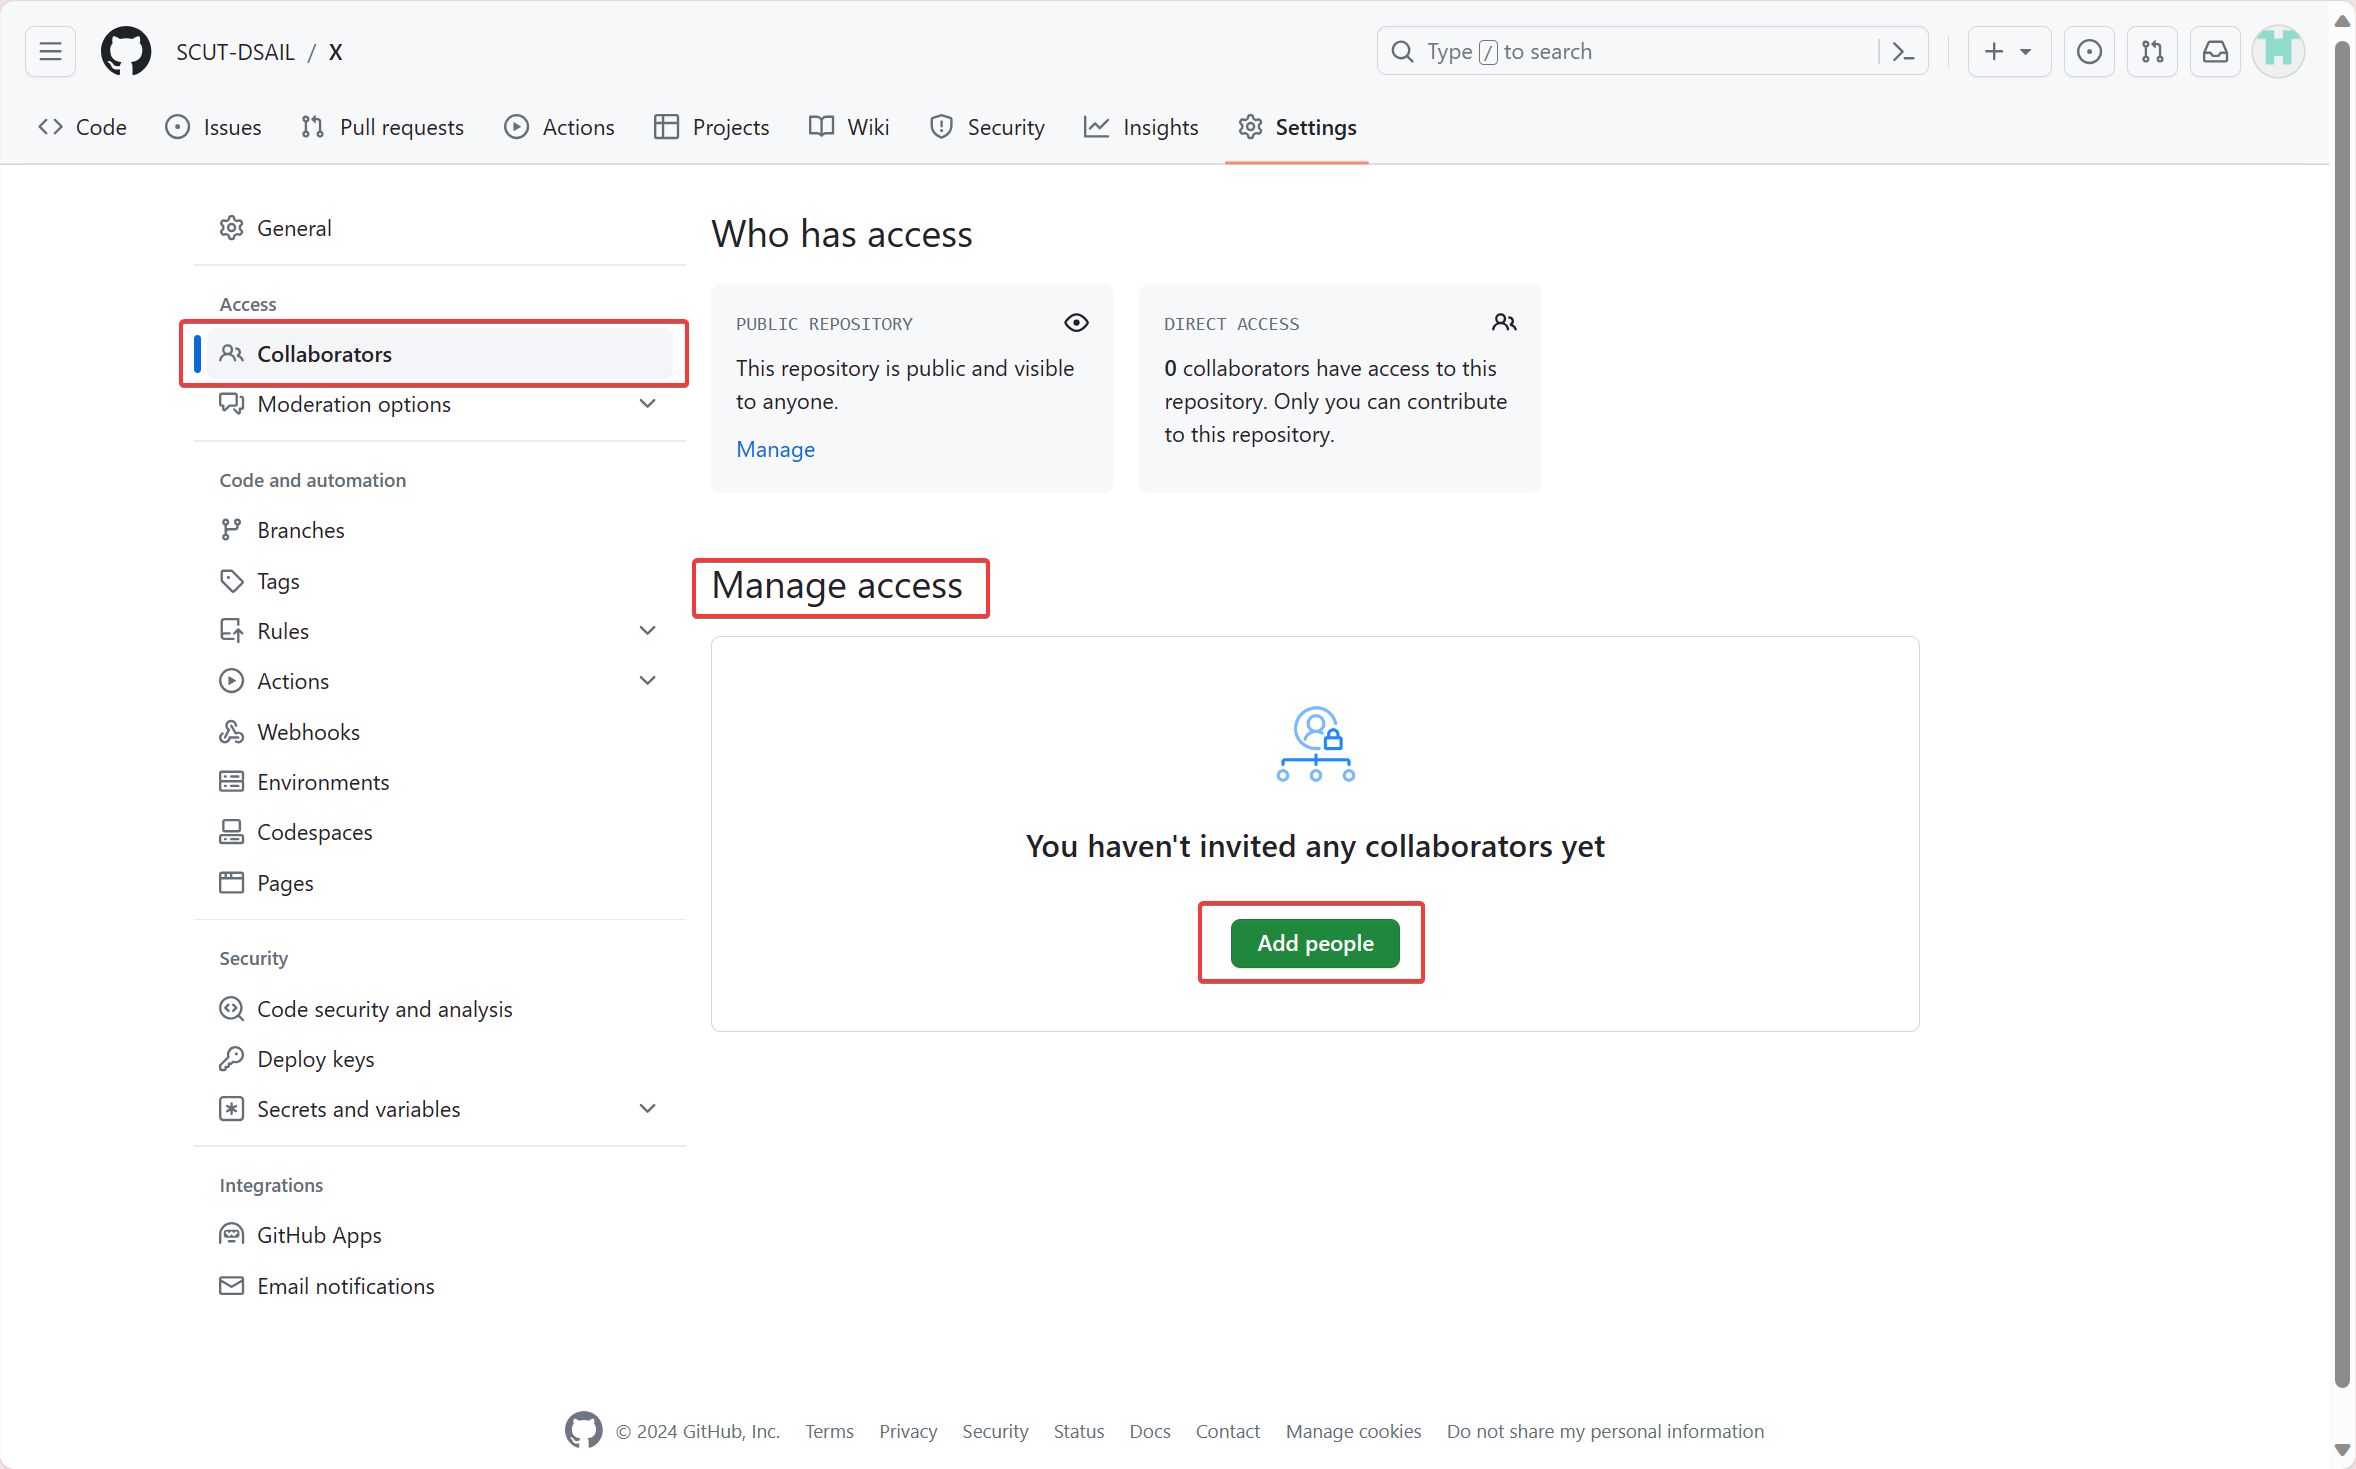 SCUT-DSAIL / X
Type / to search
Code
Issues
Pull requests
Actions
Projects
Wiki
Security
Insights
Settings
General
Access
Collaborators
Moderation options
Code and automation
Branches
Tags
Rules
Actions
Webhooks
Environments
Codespaces
Pages
Security
Code security and analysis
Deploy keys
Secrets and variables
Integrations
GitHub Apps
Email notifications
Who has access
PUBLIC REPOSITORY
This repository is public and visible
to anyone.
Manage
DIRECT ACCESS
0 collaborators have access to this
repository. Only you can contribute
to this repository.
Manage access
You haven't invited any collaborators yet
Add people
© 2024 GitHub, Inc.
Terms
Privacy
Security
Status
Docs
Contact
Manage cookies
Do not share my personal information